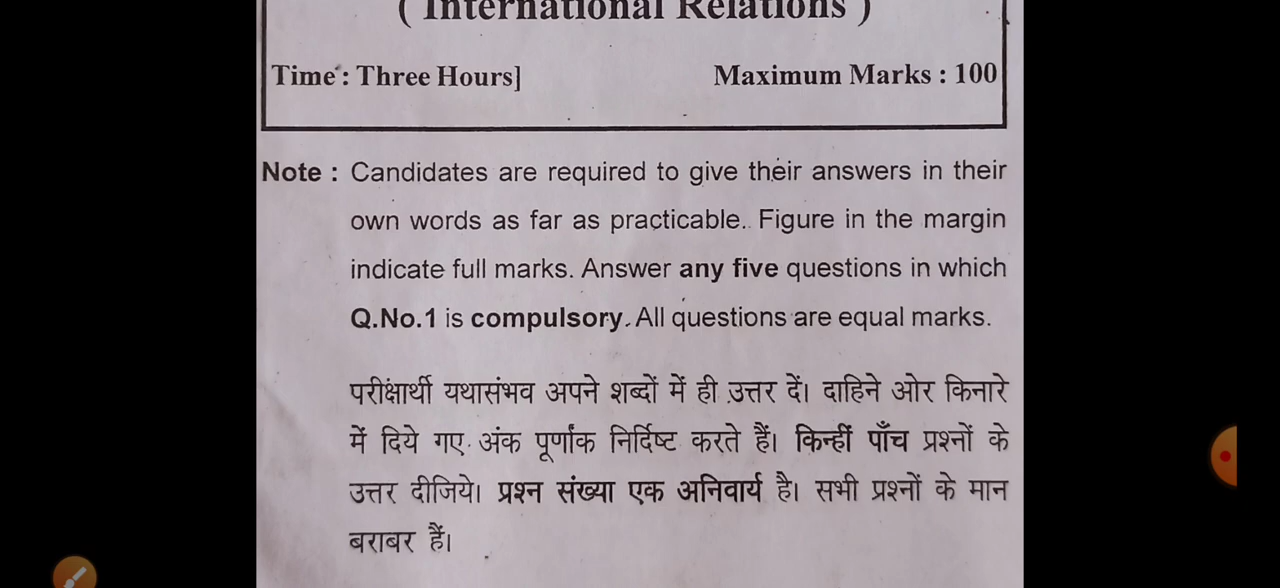 ( International Relations )
Time : Three Hours]
Maximum Marks : 100
Note : Candidates are required to give their answers in their
own words as far as practicable. Figure in the margin
indicate full marks. Answer any five questions in which
Q.No.1 is compulsory. All questions are equal marks.
परीक्षार्थी यथासंभव अपने शब्दों में ही उत्तर दें। दाहिने ओर किनारे
में दिये गए अंक पूर्णांक निर्दिष्ट करते हैं। किन्हीं पाँच प्रश्नों के
उत्तर दीजिये। प्रश्न संख्या एक अनिवार्य है। सभी प्रश्नों के मान
बराबर हैं।